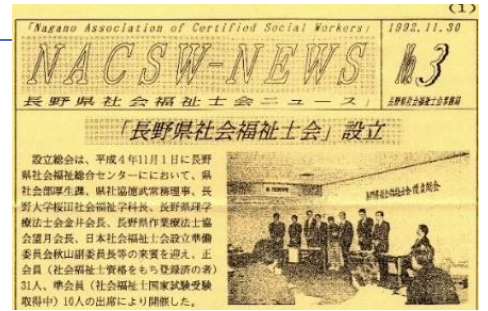 (1)
「Nagano Association of Certified Social Workers」
1992.11.30
NACSW-NEWS
№3
長野県社会福祉士会ニュース」
長野県社会福祉士会事務局
「長野県社会福祉士会」設立
設立総会は、平成4年11月1日に長野
県社会福祉総合センターにおいて、県
社会部厚生課、県社協徳武常務理事、長
野大学桜田社会福祉学科長、長野県理学
療法士会金井会長、長野県作業療法士協
会望月会長、日本社会福祉士会設立準備
委員会秋山副委員長等の来賓を迎え、正
会員（社会福祉士資格をもち登録済の者）
31人、準会員（社会福祉士国家試験受験
取得中）10人の出席により開催した。